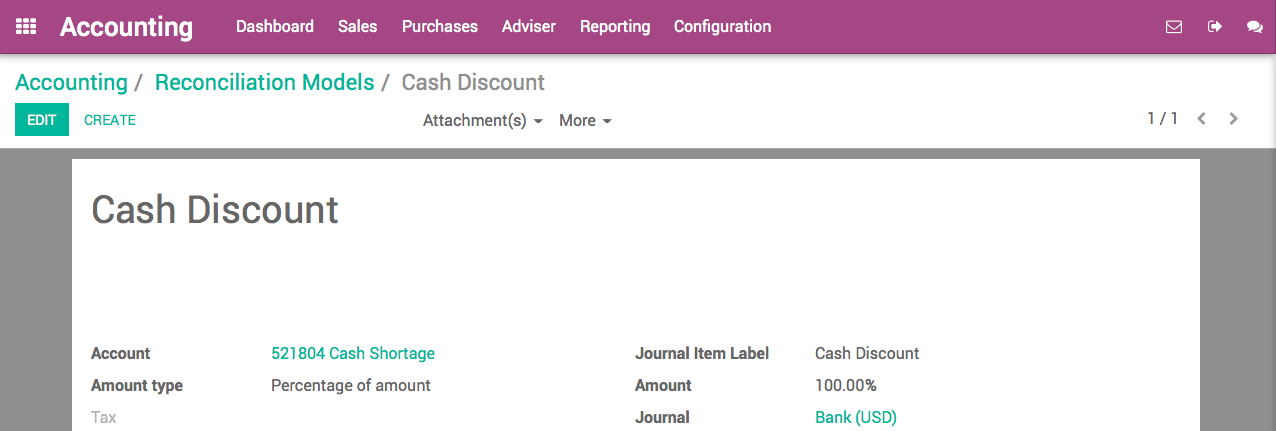 Accounting Dashboard Sales Purchases Adviser Reporting Configuration
Accounting / Reconciliation Models / Cash Discount
EDIT CREATE Attachment(s) More 1 / 1
Cash Discount
Account 521804 Cash Shortage Journal Item Label Cash Discount
Amount type Percentage of amount Amount 100.00%
Tax Journal Bank (USD)